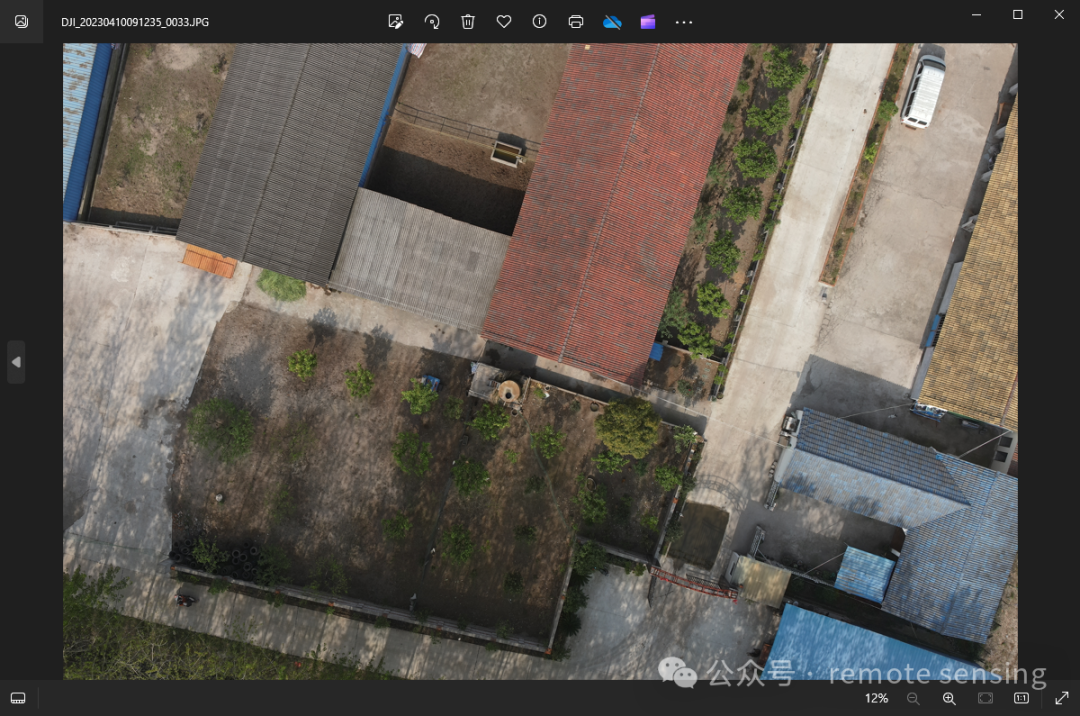 DJI_20230410091235_0033.JPG
公众号 · remote sensing
12%
1:1